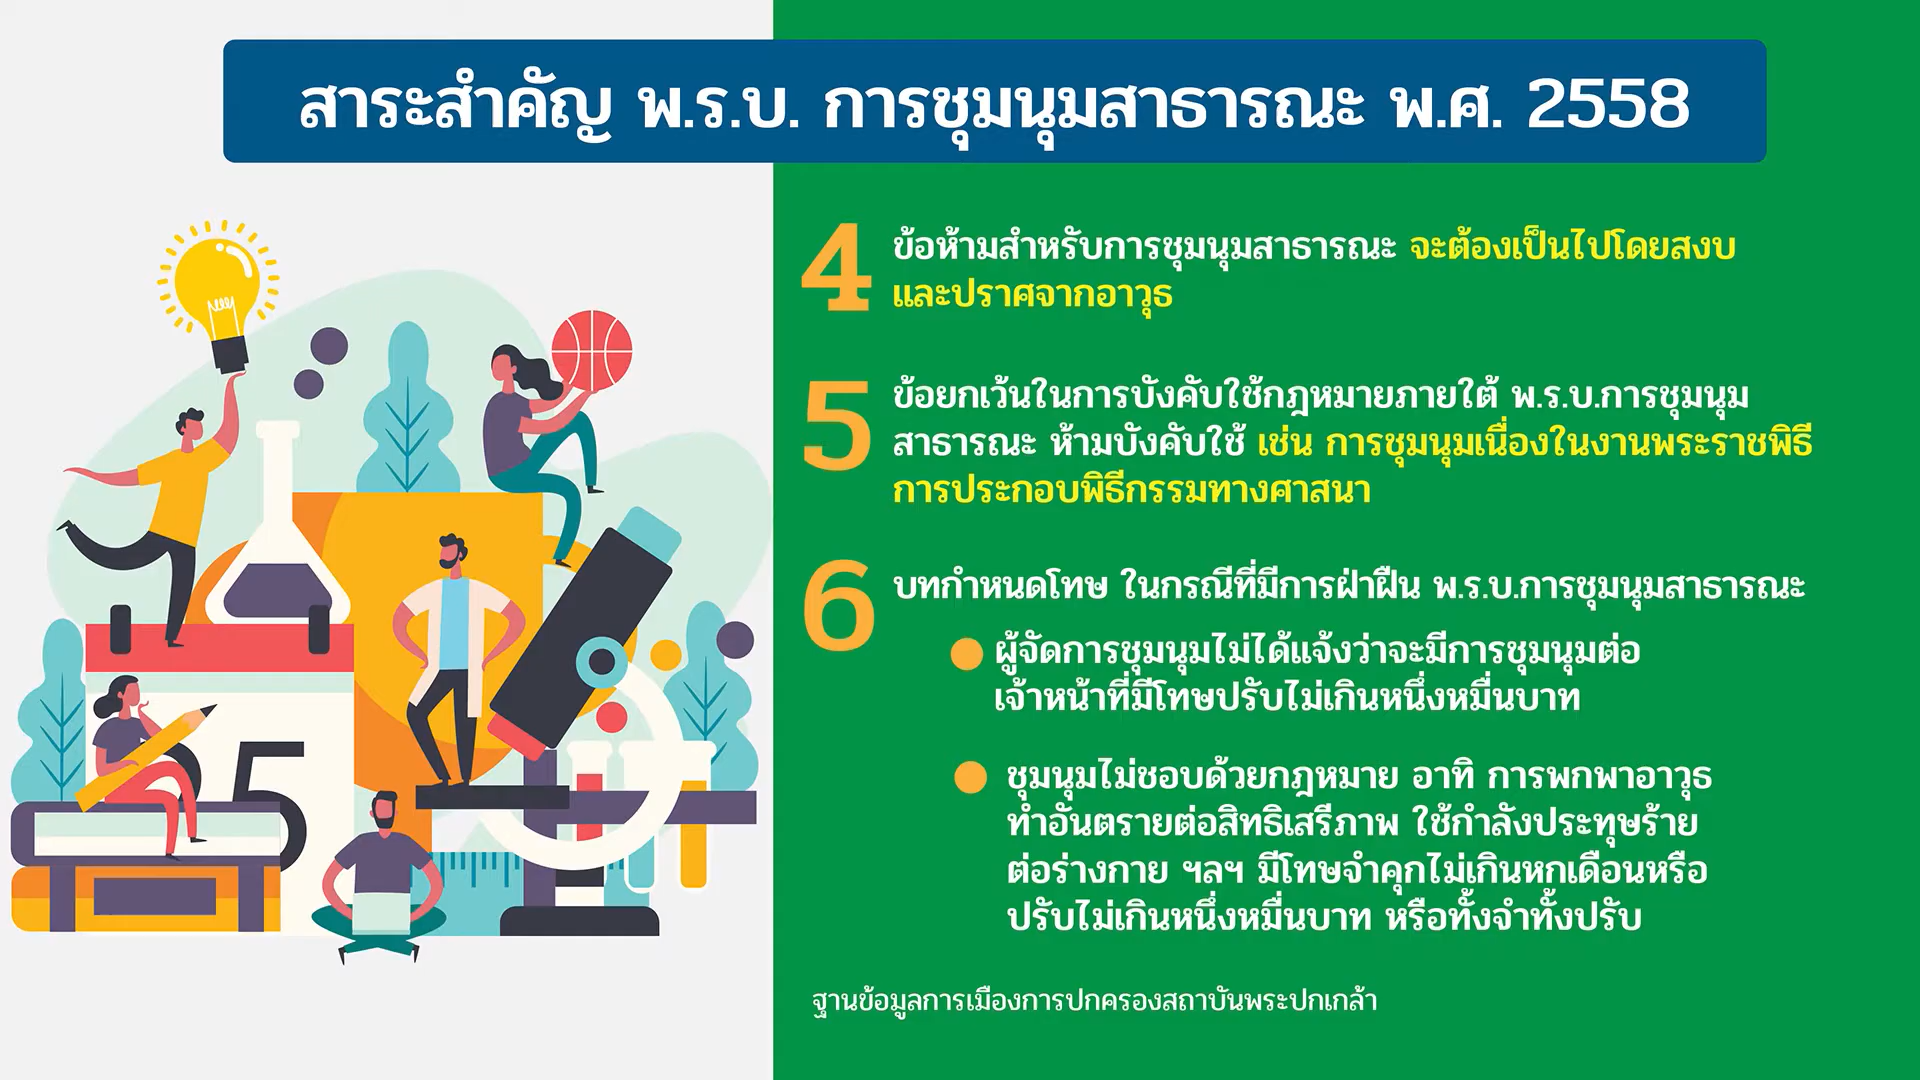 สาระสำคัญ พ.ร.บ. การชุมนุมสาธารณะ พ.ศ. 2558
4 ข้อห้ามสำหรับการชุมนุมสาธารณะ จะต้องเป็นไปโดยสงบ
และปราศจากอาวุธ
5 ข้อยกเว้นในการบังคับใช้กฎหมายภายใต้ พ.ร.บ.การชุมนุม
สาธารณะ ห้ามบังคับใช้ เช่น การชุมนุมเนื่องในงานพระราชพิธี
การประกอบพิธีกรรมทางศาสนา
6 บทกำหนดโทษ ในกรณีที่มีการฝ่าฝืน พ.ร.บ.การชุมนุมสาธารณะ
ผู้จัดการชุมนุมไม่ได้แจ้งว่าจะมีการชุมนุมต่อ
เจ้าหน้าที่มีโทษปรับไม่เกินหนึ่งหมื่นบาท
ชุมนุมไม่ชอบด้วยกฎหมาย อาทิ การพกพาอาวุธ
ทำอันตรายต่อสิทธิเสรีภาพ ใช้กำลังประทุษร้าย
ต่อร่างกาย ฯลฯ มีโทษจำคุกไม่เกินหกเดือนหรือ
ปรับไม่เกินหนึ่งหมื่นบาท หรือทั้งจำทั้งปรับ
25
ฐานข้อมูลการเมืองการปกครองสถาบันพระปกเกล้า